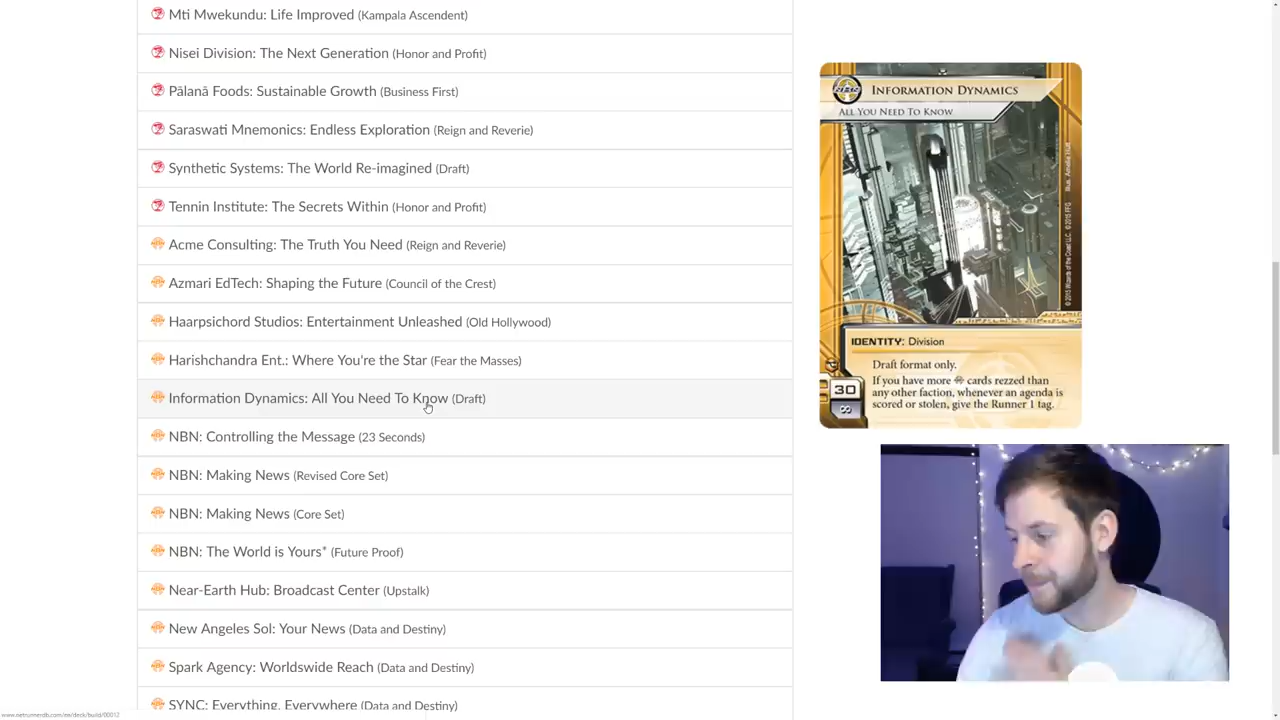 Mti Mwekundu: Life Improved (Kampala Ascendent)
Nisei Division: The Next Generation (Honor and Profit)
Pālanā Foods: Sustainable Growth (Business First)
Saraswati Mnemonics: Endless Exploration (Reign and Reverie)
Synthetic Systems: The World Re-imagined (Draft)
Tennin Institute: The Secrets Within (Honor and Profit)
Acme Consulting: The Truth You Need (Reign and Reverie)
Azmari EdTech: Shaping the Future (Council of the Crest)
Haarpsichord Studios: Entertainment Unleashed (Old Hollywood)
Harishchandra Ent.: Where You're the Star (Fear the Masses)
Information Dynamics: All You Need To Know (Draft)
NBN: Controlling the Message (23 Seconds)
NBN: Making News (Revised Core Set)
NBN: Making News (Core Set)
NBN: The World is Yours* (Future Proof)
Near-Earth Hub: Broadcast Center (Upstalk)
New Angeles Sol: Your News (Data and Destiny)
Spark Agency: Worldwide Reach (Data and Destiny)
SYNC: Everything, Everywhere (Data and Destiny)
www.netrunnerdb.com/en/deck/build/00012
Information Dynamics
All You Need To Know
Identity: Division
Draft format only.
If you have more cards rezzed than
any other faction, whenever an agenda is
scored or stolen, give the Runner 1 tag.
30
∞